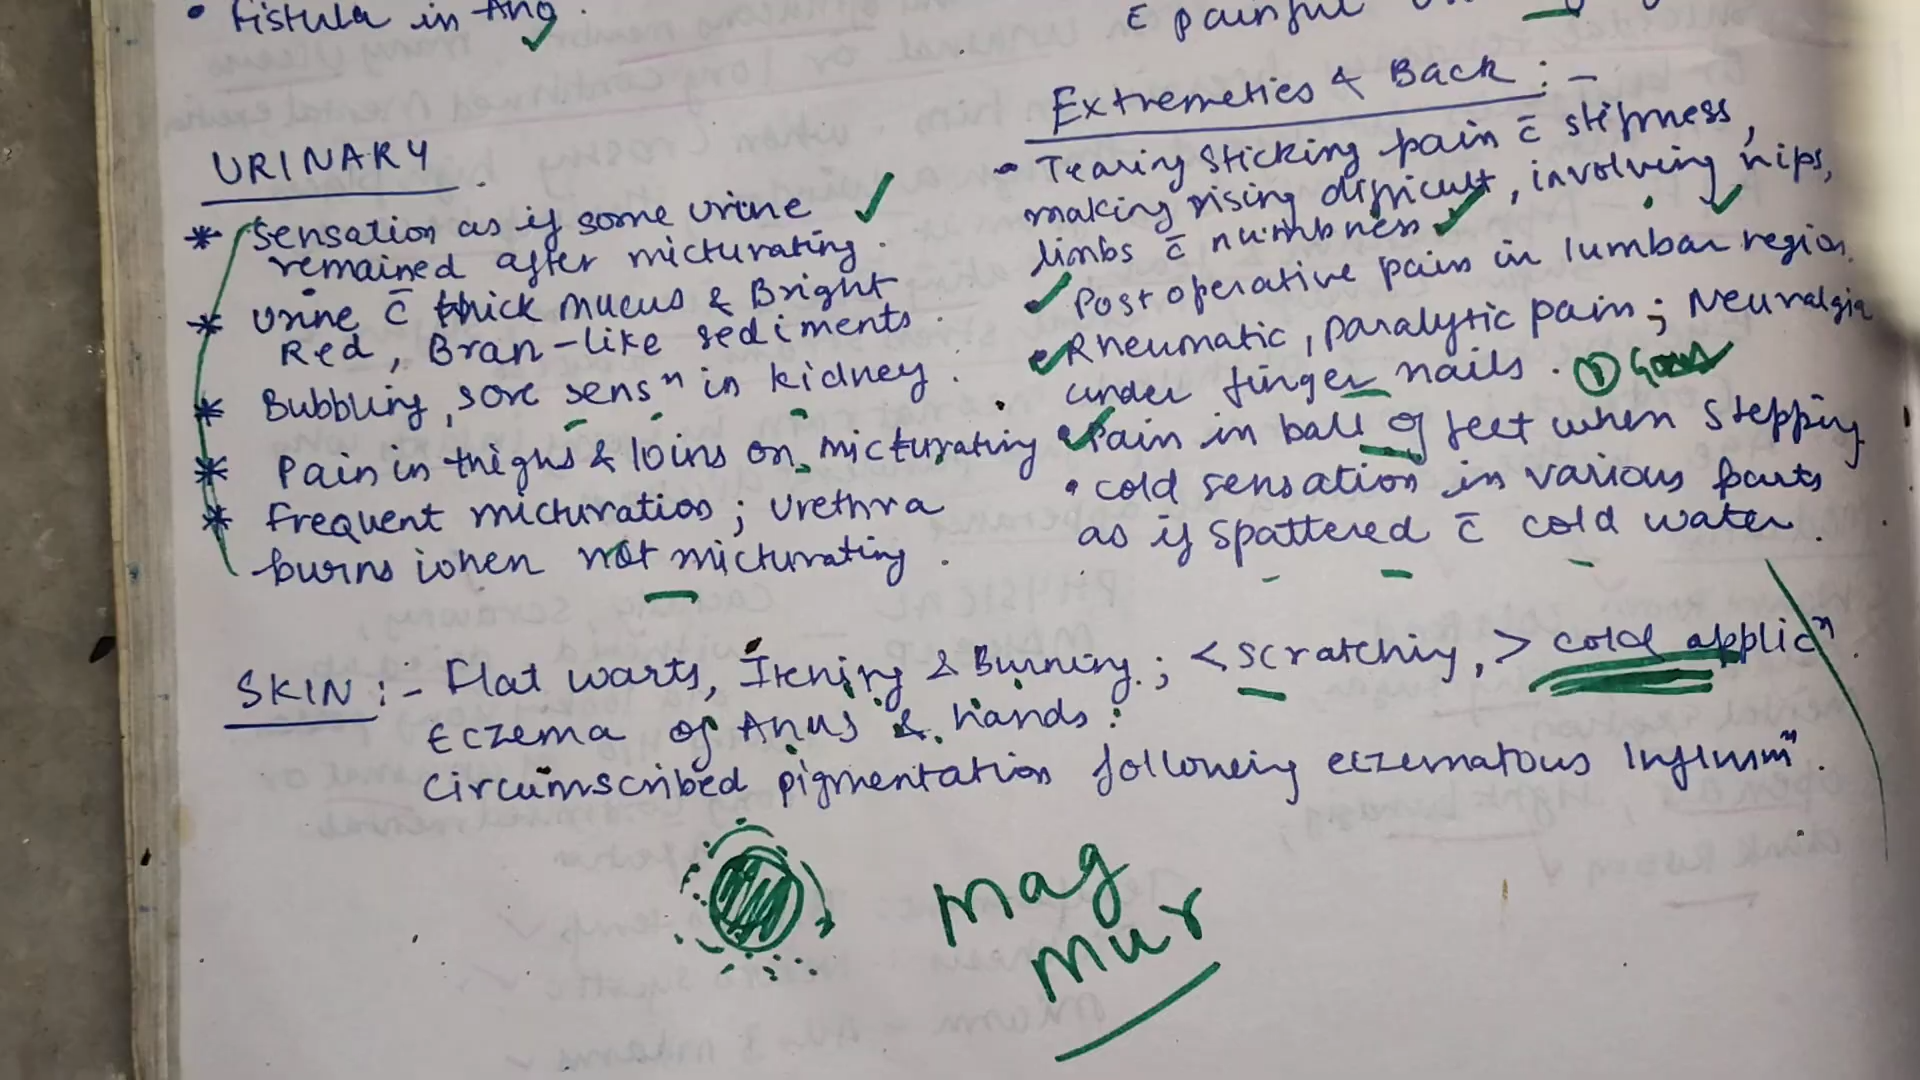 • Fistula in Ano.
URINARY
* Sensation as if some urine
remained after micturating.
* Urine c̄ thick mucus & Bright
Red, Bran-like sediments.
* Bubbling, sore sensⁿ in kidney.
* Pain in thighs & loins on micturating
* Frequent micturation; Urethra
burns when not micturating.
c̄ painful
Extremeties & Back :-
• Tearing sticking pain c̄ stiffness,
making rising difficult, involving hips,
limbs c̄ numbness
• Post operative pain in lumbar region.
• Rheumatic, paralytic pain; Neuralgia
under finger nails. ①
• Pain in ball of feet when stepping
• cold sensation in various parts
as if spattered c̄ cold water.
SKIN :- Flat warts, Itching & Burning; < scratching, > cold applicⁿ.
Eczema of Anus & hands.
circumscribed pigmentation following eczematous Inflammⁿ.
mag
mur